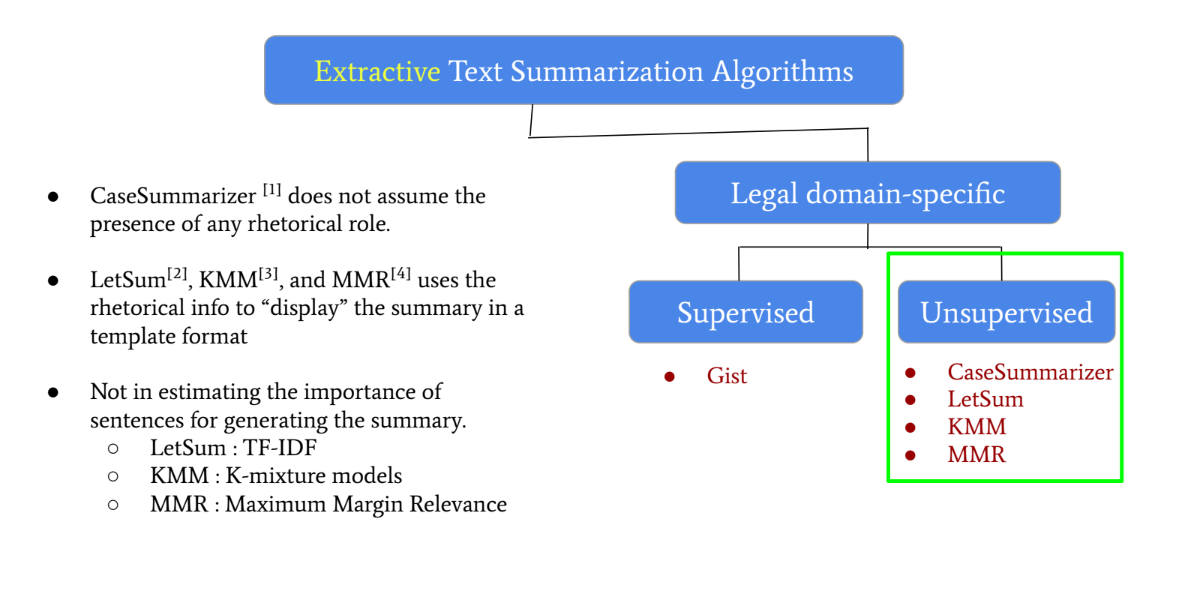 Extractive Text Summarization Algorithms
● CaseSummarizer [1] does not assume the
presence of any rhetorical role.
● LetSum[2], KMM[3], and MMR[4] uses the
rhetorical info to “display” the summary in a
template format
● Not in estimating the importance of
sentences for generating the summary.
○ LetSum : TF-IDF
○ KMM : K-mixture models
○ MMR : Maximum Margin Relevance
Legal domain-specific
Supervised
● Gist
Unsupervised
● CaseSummarizer
● LetSum
● KMM
● MMR